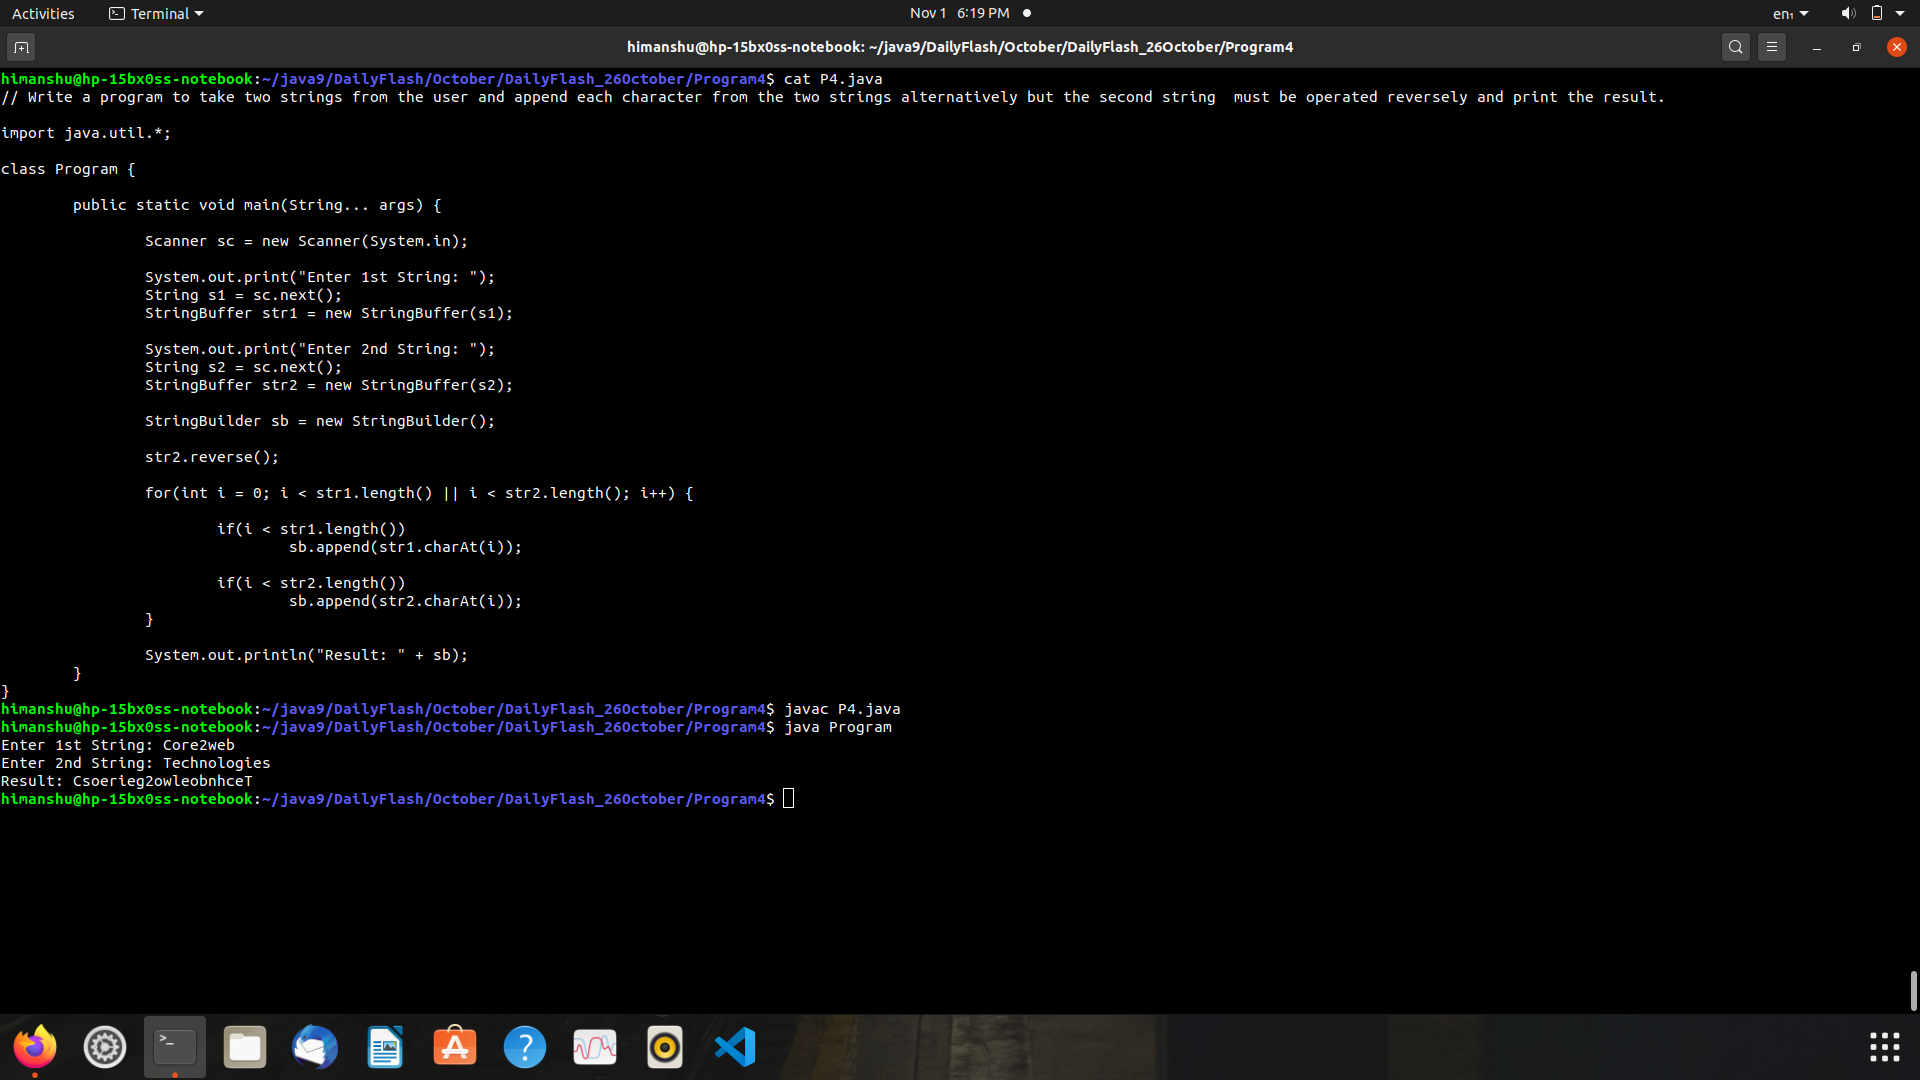 Activities
Terminal
Nov 1 6:19 PM
en₁
himanshu@hp-15bx0ss-notebook: ~/java9/DailyFlash/October/DailyFlash_26October/Program4
himanshu@hp-15bx0ss-notebook:~/java9/DailyFlash/October/DailyFlash_26October/Program4$ cat P4.java
// Write a program to take two strings from the user and append each character from the two strings alternatively but the second string  must be operated reversely and print the result.
import java.util.*;
class Program {
public static void main(String... args) {
Scanner sc = new Scanner(System.in);
System.out.print("Enter 1st String: ");
String s1 = sc.next();
StringBuffer str1 = new StringBuffer(s1);
System.out.print("Enter 2nd String: ");
String s2 = sc.next();
StringBuffer str2 = new StringBuffer(s2);
StringBuilder sb = new StringBuilder();
str2.reverse();
for(int i = 0; i < str1.length() || i < str2.length(); i++) {
if(i < str1.length())
sb.append(str1.charAt(i));
if(i < str2.length())
sb.append(str2.charAt(i));
}
System.out.println("Result: " + sb);
}
}
himanshu@hp-15bx0ss-notebook:~/java9/DailyFlash/October/DailyFlash_26October/Program4$ javac P4.java
himanshu@hp-15bx0ss-notebook:~/java9/DailyFlash/October/DailyFlash_26October/Program4$ java Program
Enter 1st String: Core2web
Enter 2nd String: Technologies
Result: Csoerieg2owleobnhceT
himanshu@hp-15bx0ss-notebook:~/java9/DailyFlash/October/DailyFlash_26October/Program4$